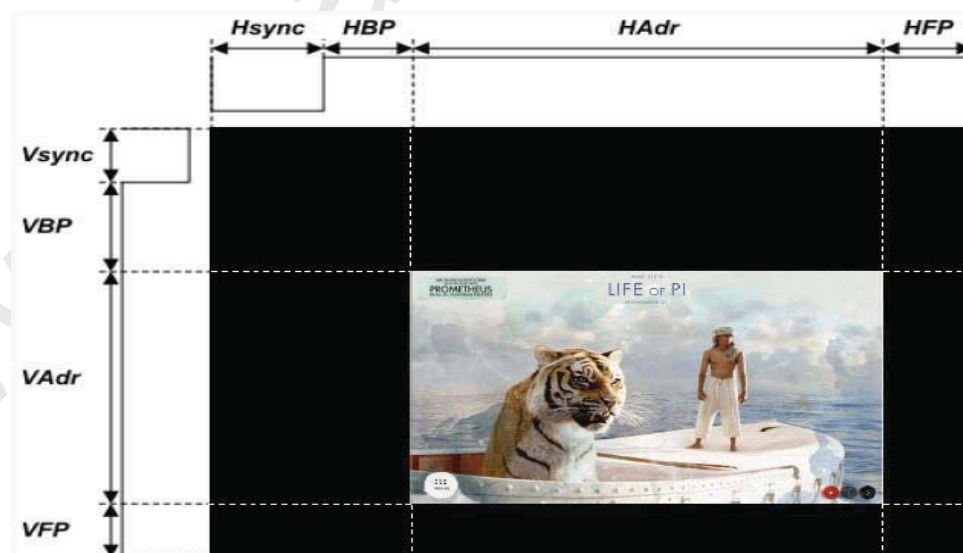 Hsync HBP HAdr HFP
Vsync
VBP
VAdr
VFP
PROMETHEUS
LIFE OF PI